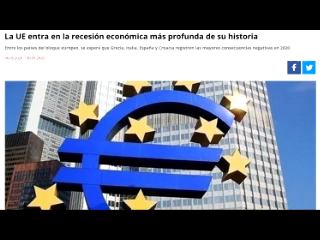 La UE entra en la recesión económica más profunda de su historia
Entre los países del bloque europeo, se espera que Grecia, Italia, España y Croacia registren las mayores consecuencias negativas en 2020